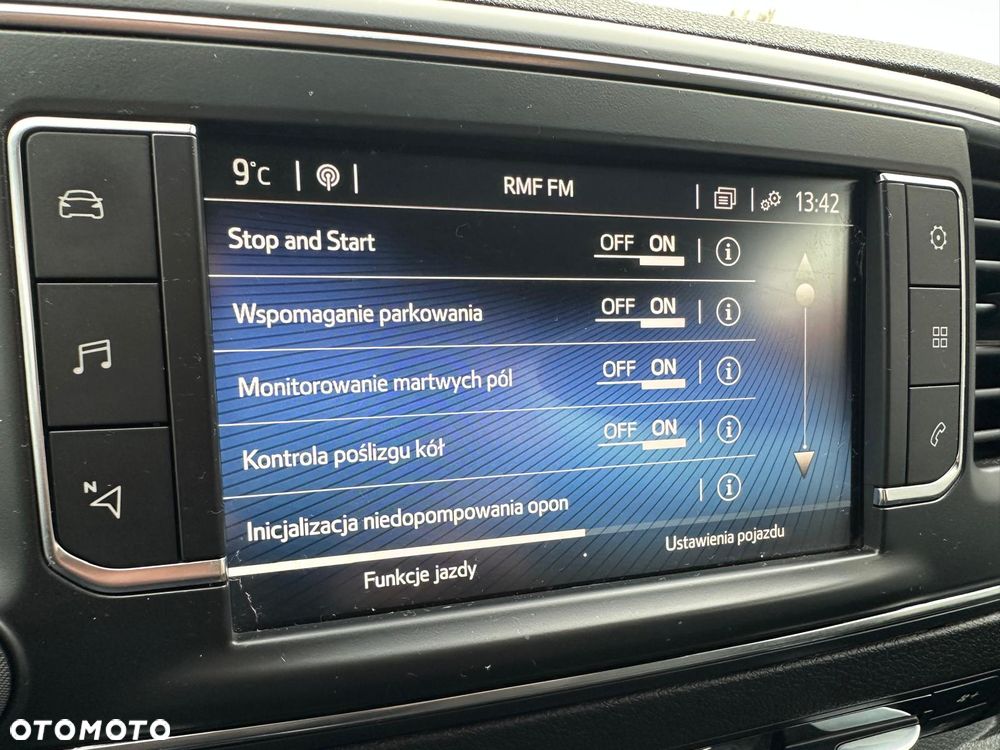 9°C RMF FM 13:42
Stop and Start OFF ON i
Wspomaganie parkowania OFF ON i
Monitorowanie martwych pól OFF ON i
Kontrola poślizgu kół OFF ON i
Inicjalizacja niedopompowania opon i
Funkcje jazdy Ustawienia pojazdu
N
OTOMOTO